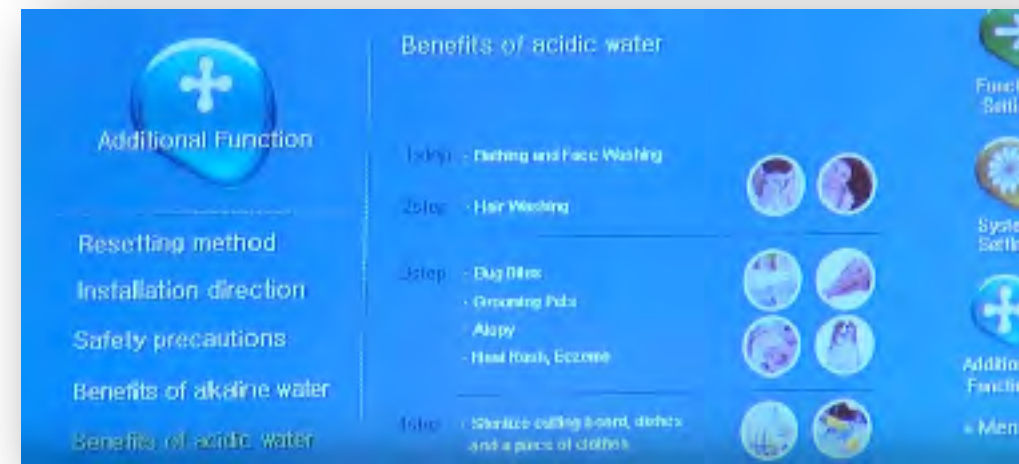 Additional Function
Resetting method
Installation direction
Safety precautions
Benefits of alkaline water
Benefits of acidic water
Benefits of acidic water
1step - Bathing and Face Washing
2step - Hair Washing
3step - Bug Bites
- Grooming Pets
- Atopy
- Heat Rash, Eczema
4step - Sterilize cutting board, dishes
and a piece of clothes